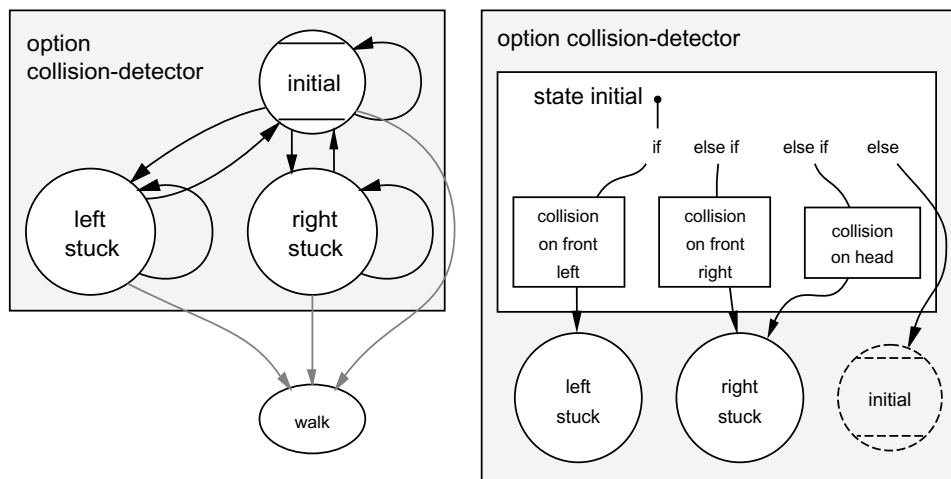 option
collision-detector
initial
left
stuck
right
stuck
walk
option collision-detector
state initial
if
else if
else if
else
collision
on front
left
collision
on front
right
collision
on head
left
stuck
right
stuck
initial